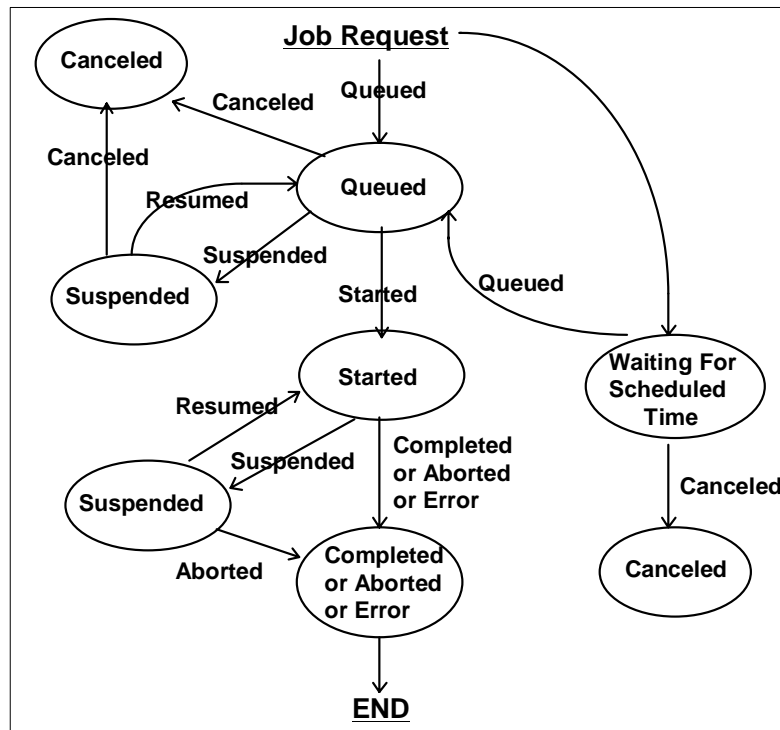 Job Request
Canceled
Queued
Canceled
Canceled
Queued
Resumed
Suspended
Queued
Suspended
Started
Waiting For
Scheduled
Time
Started
Resumed
Suspended
Completed
or Aborted
or Error
Canceled
Suspended
Aborted
Completed
or Aborted
or Error
Canceled
END